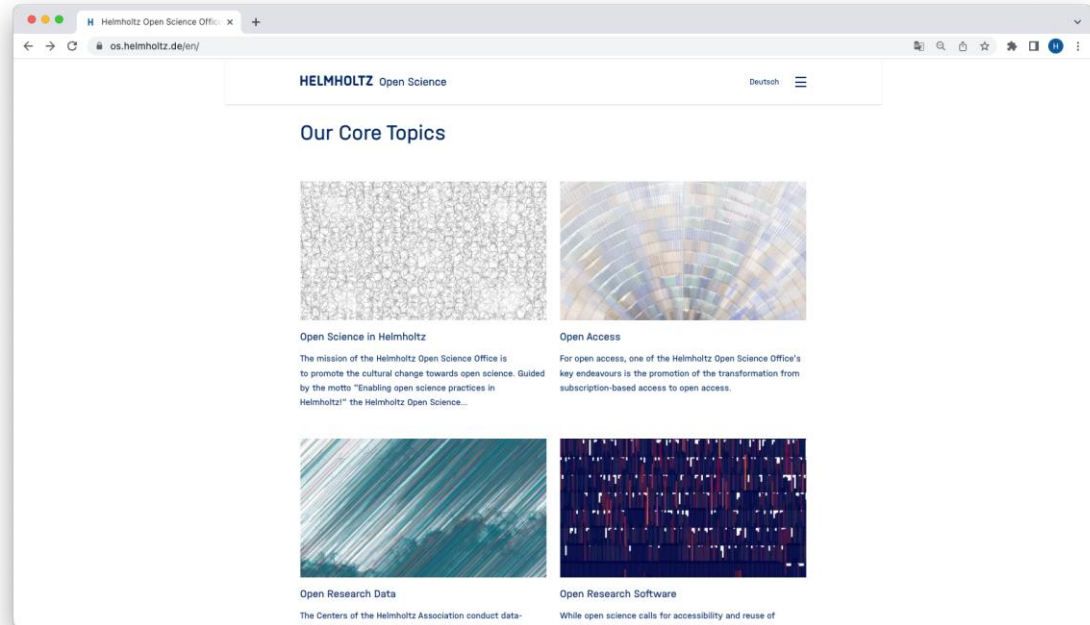 Helmholtz Open Science Office
os.helmholtz.de/en/
H
HELMHOLTZ Open Science
Deutsch
Our Core Topics
Open Science in Helmholtz
The mission of the Helmholtz Open Science Office is
to promote the cultural change towards open science. Guided
by the motto “Enabling open science practices in
Helmholtz!” the Helmholtz Open Science...
Open Access
For open access, one of the Helmholtz Open Science Office's
key endeavours is the promotion of the transformation from
subscription-based access to open access.
Open Research Data
The Centers of the Helmholtz Association conduct data-
Open Research Software
While open science calls for accessibility and reuse of